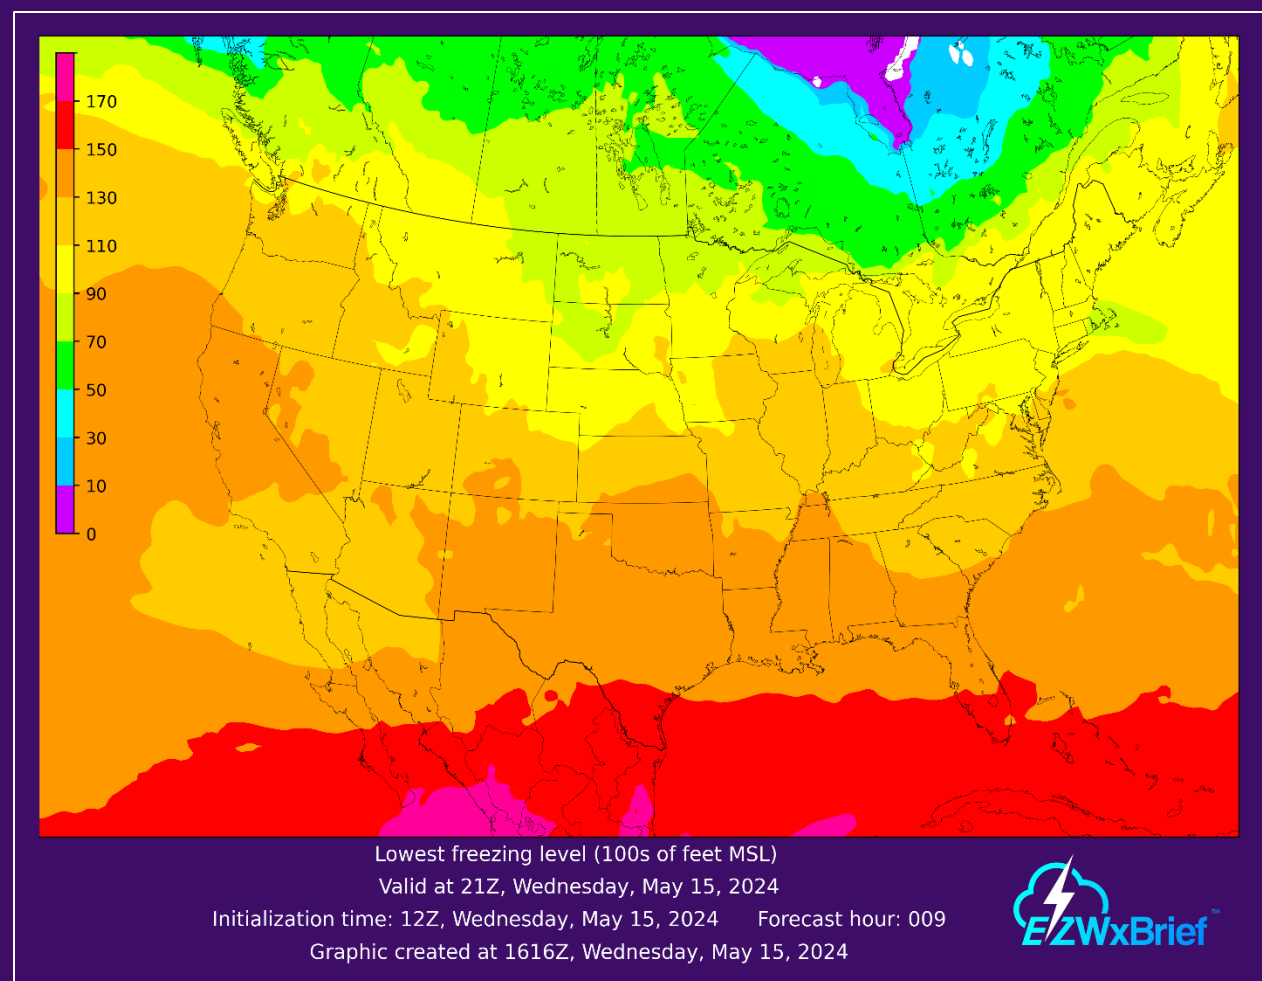 170
150
130
110
90
70
50
30
10
0
Lowest freezing level (100s of feet MSL)
Valid at 21Z, Wednesday, May 15, 2024
Initialization time: 12Z, Wednesday, May 15, 2024 Forecast hour: 009
Graphic created at 1616Z, Wednesday, May 15, 2024
EZWxBrief™